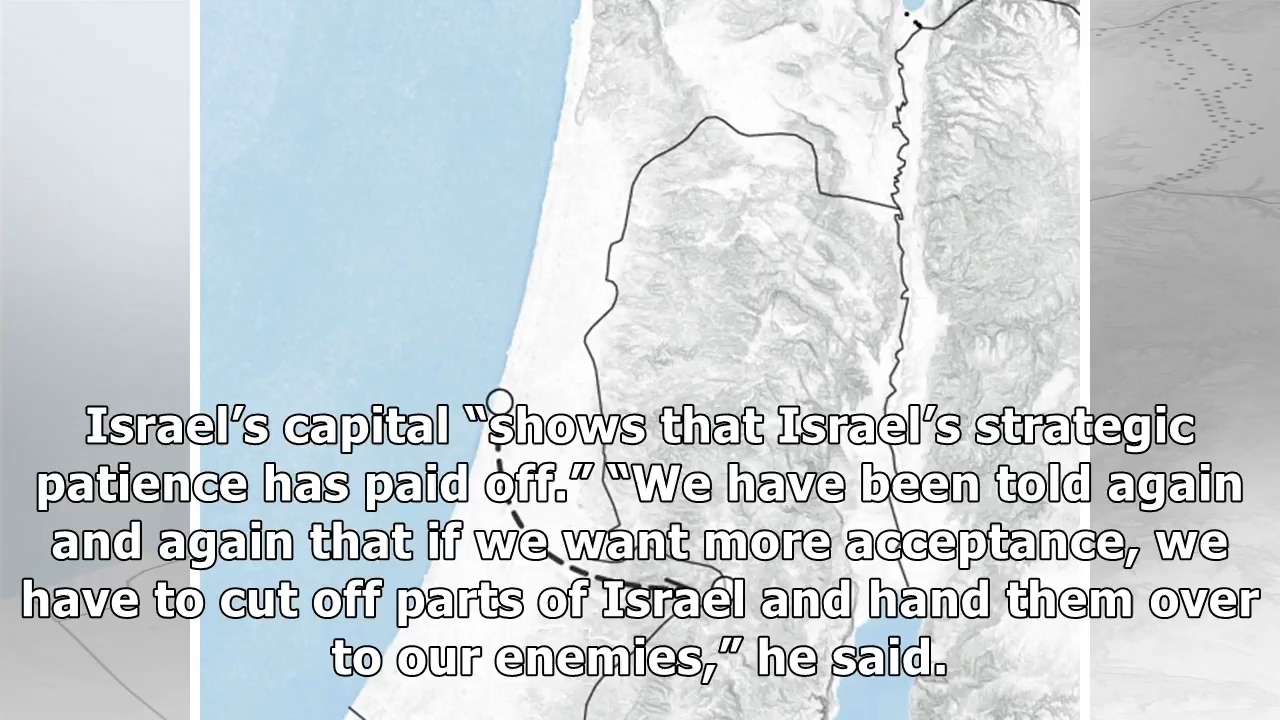 Israel’s capital “shows that Israel’s strategic
patience has paid off.” “We have been told again
and again that if we want more acceptance, we
have to cut off parts of Israel and hand them over
to our enemies,” he said.